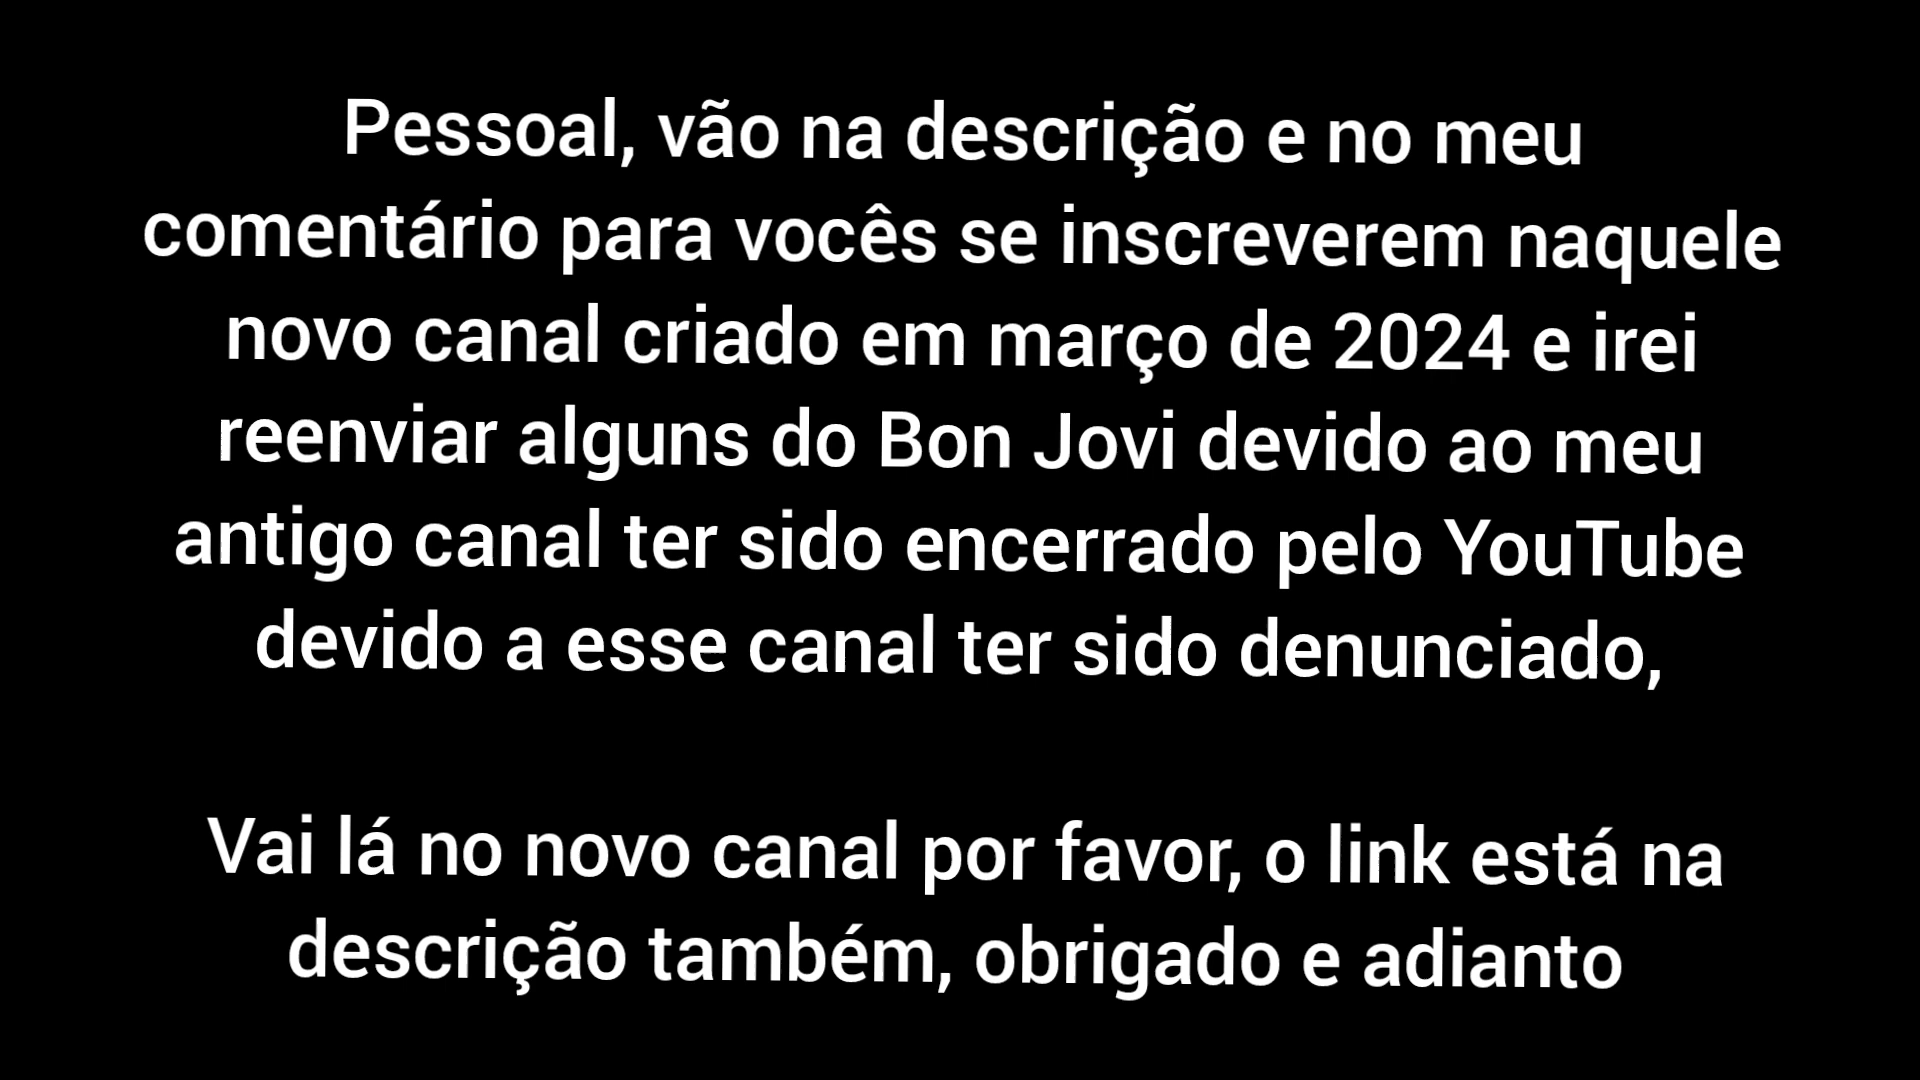 Pessoal, vão na descrição e no meu
comentário para vocês se inscreverem naquele
novo canal criado em março de 2024 e irei
reenviar alguns do Bon Jovi devido ao meu
antigo canal ter sido encerrado pelo YouTube
devido a esse canal ter sido denunciado,
Vai lá no novo canal por favor, o link está na
descrição também, obrigado e adianto